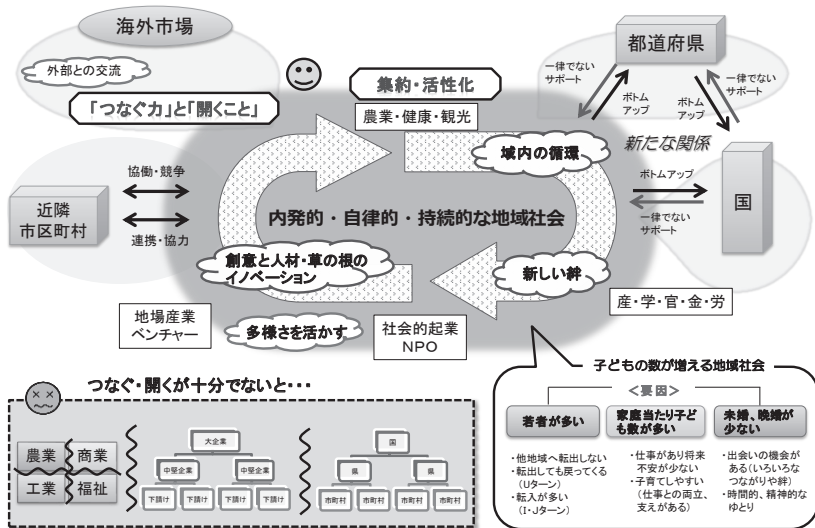 海外市場
外部との交流
「つなぐ力」と「開くこと」
集約・活性化
農業・健康・観光
都道府県
一律でない
サポート
ボトム
アップ
ボトム
アップ
一律でない
サポート
新たな関係
域内の循環
協働・競争
近隣
市区町村
連携・協力
内発的・自律的・持続的な地域社会
ボトムアップ
一律でない
サポート
国
創意と人材・草の根の
イノベーション
新しい絆
産・学・官・金・労
地場産業
ベンチャー
多様さを活かす
社会的起業
NPO
つなぐ・開くが十分でないと・・・
農業
商業
工業
福祉
大企業
中堅企業
中堅企業
下請け
下請け
下請け
下請け
国
県
県
市町村
市町村
市町村
市町村
子どもの数が増える地域社会
＜要因＞
若者が多い
・他地域へ転出しない
・転出しても戻ってくる
(Uターン)
・転入が多い
(I・Jターン)
家庭当たり子ど
も数が多い
・仕事があり将来
不安が少ない
・子育てしやすい
(仕事との両立、
支えがある)
未婚、晩婚が
少ない
・出会いの機会が
ある(いろいろな
つながりや絆)
・時間的、精神的な
ゆとり